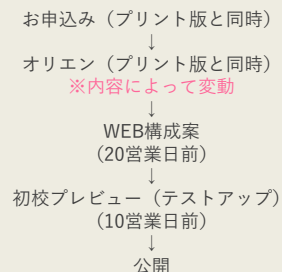 お申込み（プリント版と同時）
↓
オリエン（プリント版と同時）
※内容によって変動
↓
WEB構成案
（20営業日前）
↓
初校プレビュー（テストアップ）
（10営業日前）
↓
公開